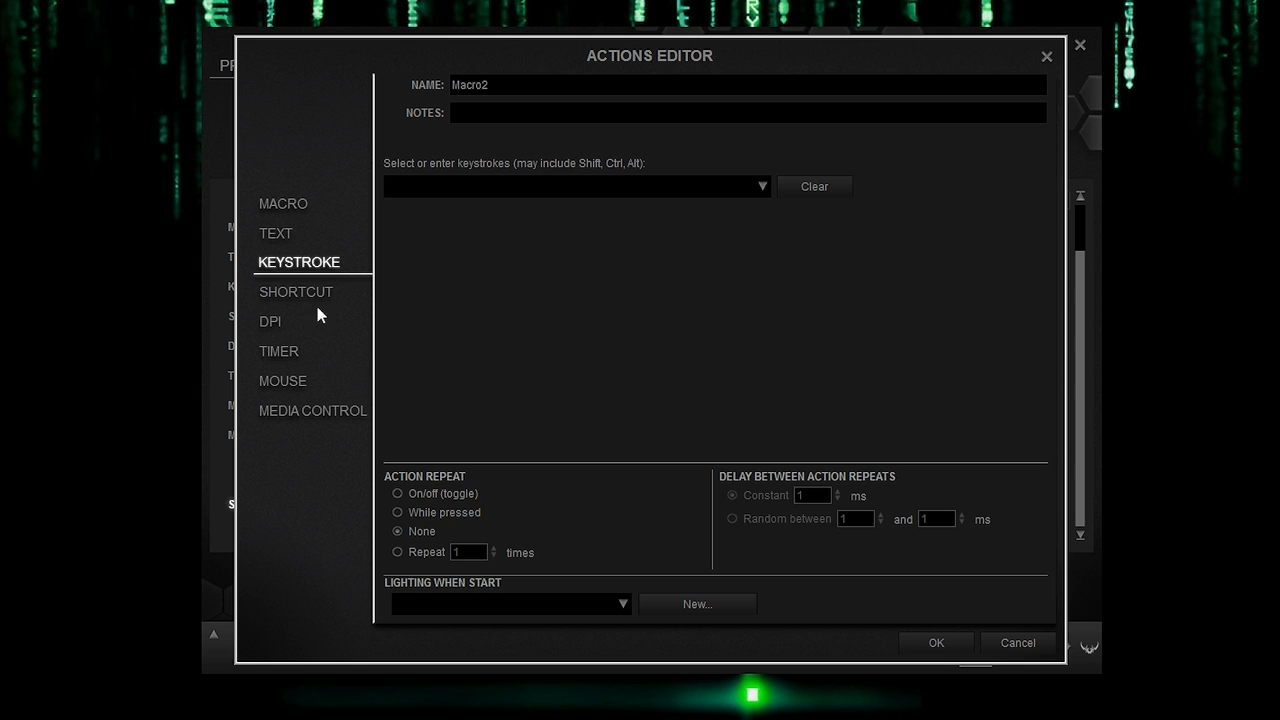 ACTIONS EDITOR
PR
NAME: Macro2
NOTES:
Select or enter keystrokes (may include Shift, Ctrl, Alt):
Clear
MACRO
TEXT
KEYSTROKE
SHORTCUT
DPI
TIMER
MOUSE
MEDIA CONTROL
M
T
K
S
D
T
M
M
S
ACTION REPEAT
On/off (toggle)
While pressed
None
Repeat 1 times
DELAY BETWEEN ACTION REPEATS
Constant 1 ms
Random between 1 and 1 ms
LIGHTING WHEN START
New...
OK Cancel